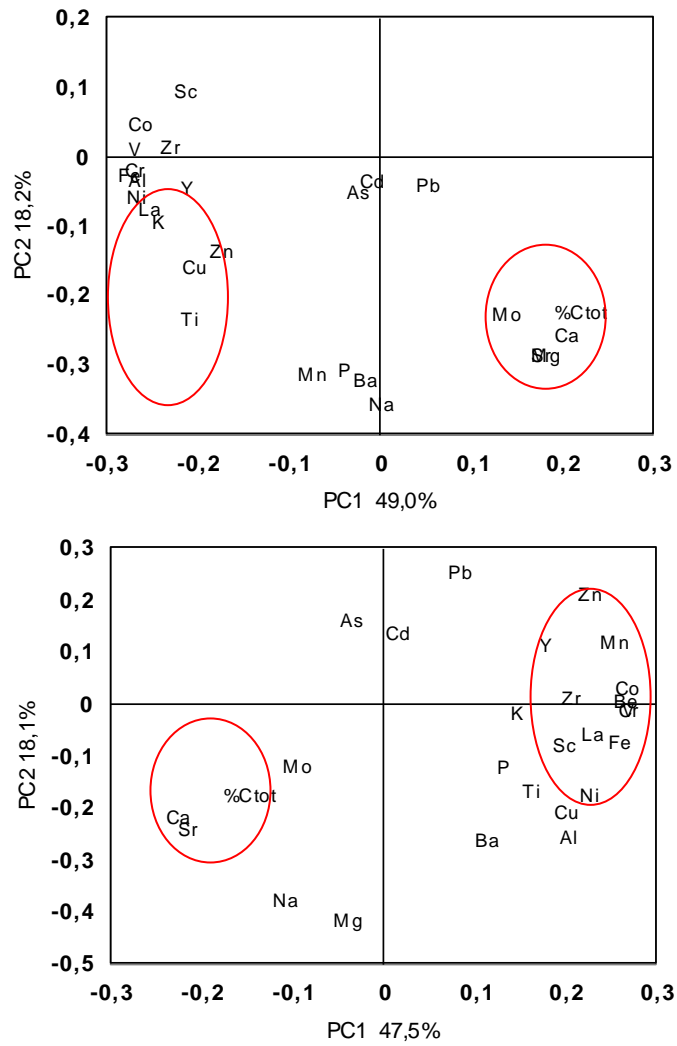 0,2
0,1
0
-0,1
-0,2
-0,3
-0,4
PC2 18,2%
Sc
Co
V
Zr
Cr
Fe
Al
Y
Ni
La
K
Zn
Cu
Ti
Cd
As
Pb
Mo
%Ctot
Ca
Sr
Mg
Mn
P
Ba
Na
-0,3
-0,2
-0,1
0
0,1
0,2
0,3
PC1 49,0%
0,3
0,2
0,1
0
-0,1
-0,2
-0,3
-0,4
-0,5
PC2 18,1%
Pb
Zn
As
Cd
Y
Mn
Co
Zr
Be
V
K
La
Sc
Fe
Mo
P
%Ctot
Ti
Ni
Ca
Sr
Cu
Ba
Al
Na
Mg
-0,3
-0,2
-0,1
0
0,1
0,2
0,3
PC1 47,5%